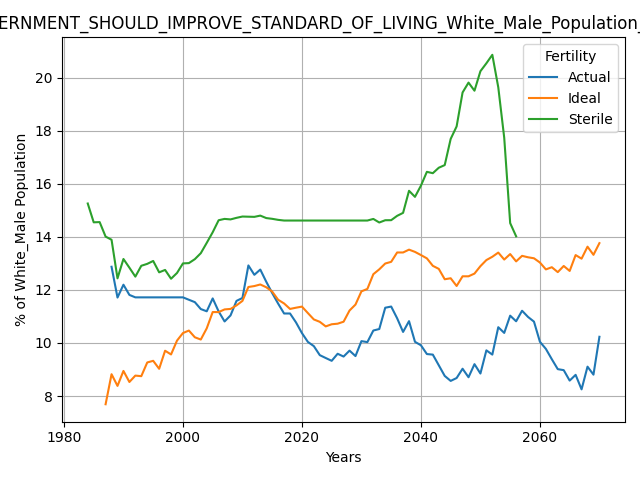 ERNMENT_SHOULD_IMPROVE_STANDARD_OF_LIVING_White_Male_Population_
Fertility
Actual
Ideal
Sterile
% of White_Male Population
20
18
16
14
12
10
8
1980
2000
2020
2040
2060
Years